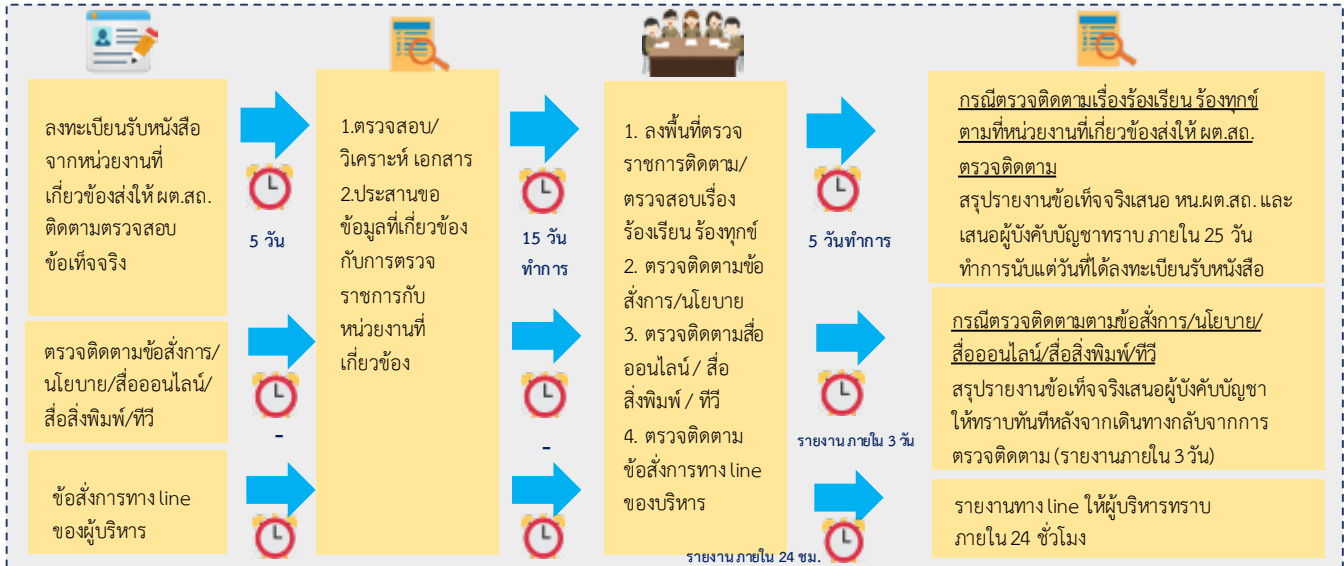 ลงทะเบียนรับหนังสือ
จากหน่วยงานที่
เกี่ยวข้องส่งให้ ผต.สถ.
ติดตามตรวจสอบ
ข้อเท็จจริง
5 วัน
1.ตรวจสอบ/
วิเคราะห์ เอกสาร
2.ประสานขอ
ข้อมูลที่เกี่ยวข้อง
กับการตรวจ
ราชการกับ
หน่วยงานที่
เกี่ยวข้อง
15 วัน
ทำการ
1. ลงพื้นที่ตรวจ
ราชการติดตาม/
ตรวจสอบเรื่อง
ร้องเรียน ร้องทุกข์
2. ตรวจติดตามข้อ
สั่งการ/นโยบาย
3. ตรวจติดตามสื่อ
ออนไลน์ / สื่อ
สิ่งพิมพ์ / ทีวี
4. ตรวจติดตาม
ข้อสั่งการทาง line
ของบริหาร
5 วันทำการ
กรณีตรวจติดตามเรื่องร้องเรียน ร้องทุกข์
ตามที่หน่วยงานที่เกี่ยวข้องส่งให้ ผต.สถ.
ตรวจติดตาม
สรุปรายงานข้อเท็จจริงเสนอ หน.ผต.สถ. และ
เสนอผู้บังคับบัญชาทราบ ภายใน 25 วัน
ทำการนับแต่วันที่ได้ลงทะเบียนรับหนังสือ
ตรวจติดตามข้อสั่งการ/
นโยบาย/สื่อออนไลน์/
สื่อสิ่งพิมพ์/ทีวี
-
-
รายงาน ภายใน 3 วัน
กรณีตรวจติดตามตามข้อสั่งการ/นโยบาย/
สื่อออนไลน์/สื่อสิ่งพิมพ์/ทีวี
สรุปรายงานข้อเท็จจริงเสนอผู้บังคับบัญชา
ให้ทราบทันทีหลังจากเดินทางกลับจากการ
ตรวจติดตาม (รายงานภายใน 3 วัน)
ข้อสั่งการทาง line
ของผู้บริหาร
รายงาน ภายใน 24 ชม.
รายงานทาง line ให้ผู้บริหารทราบ
ภายใน 24 ชั่วโมง